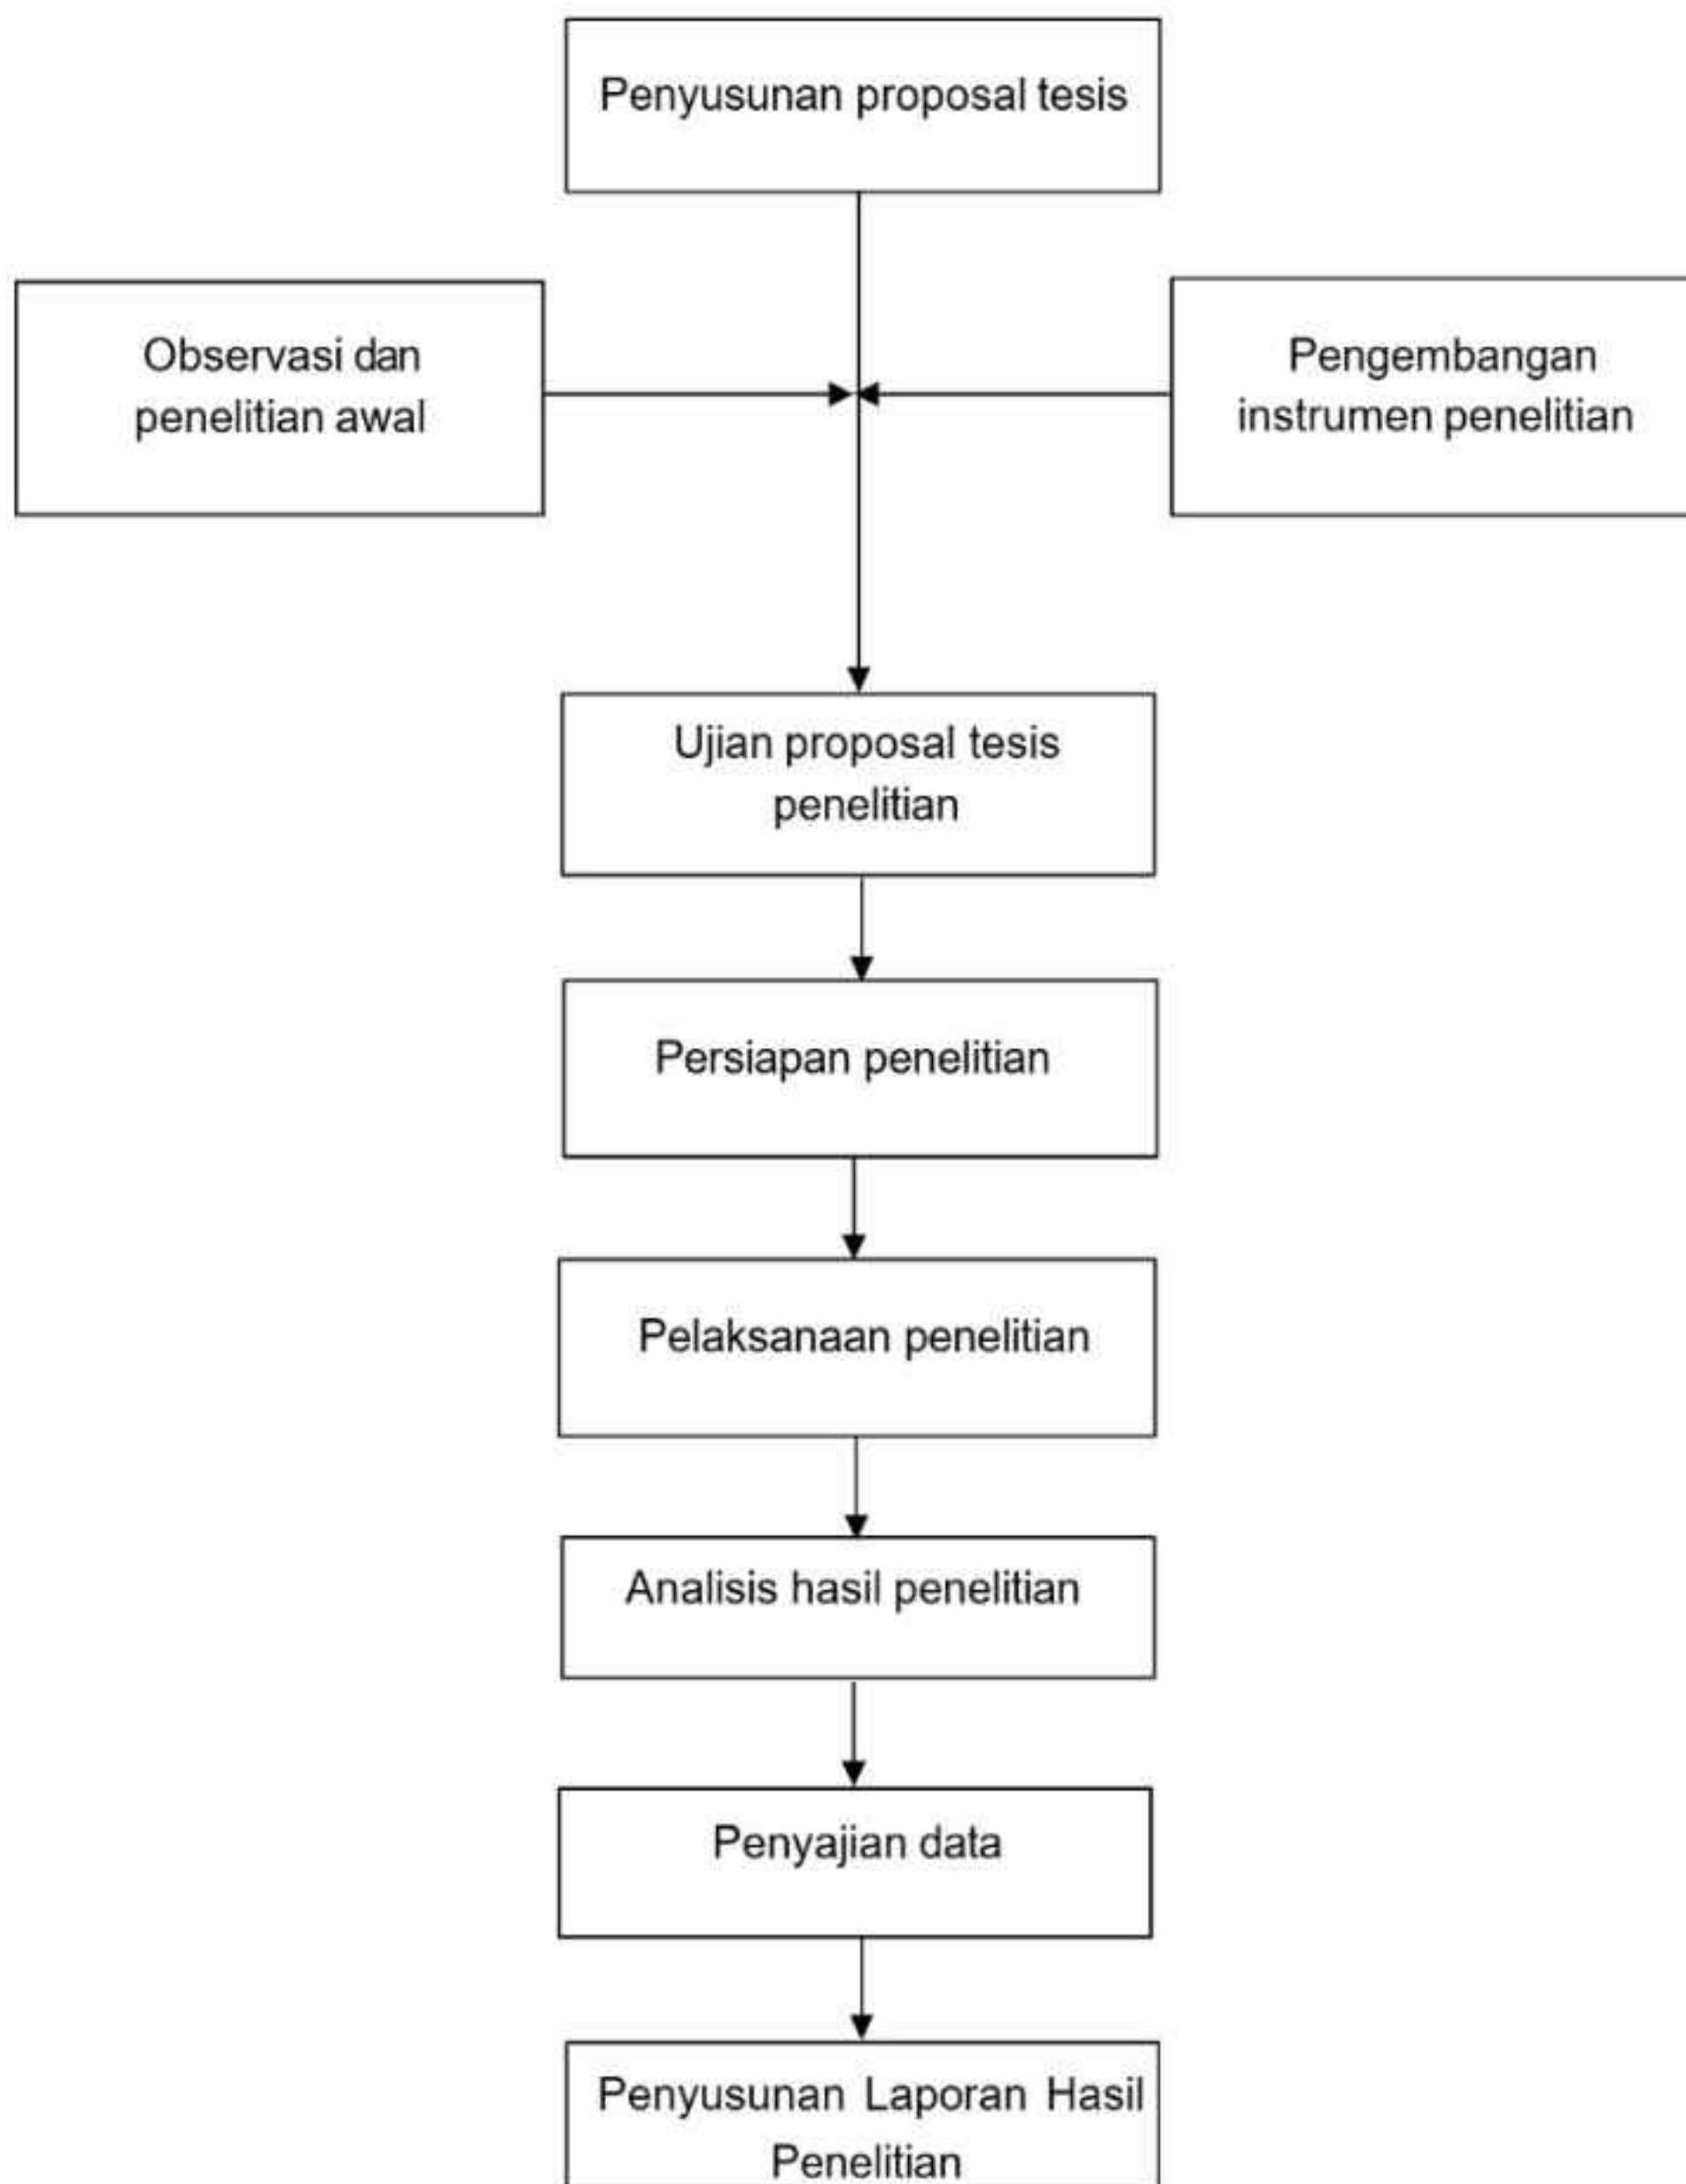 Penyusunan proposal tesis
Observasi dan
penelitian awal
Pengembangan
instrumen penelitian
Ujian proposal tesis
penelitian
Persiapan penelitian
Pelaksanaan penelitian
Analisis hasil penelitian
Penyajian data
Penyusunan Laporan Hasil
Penelitian